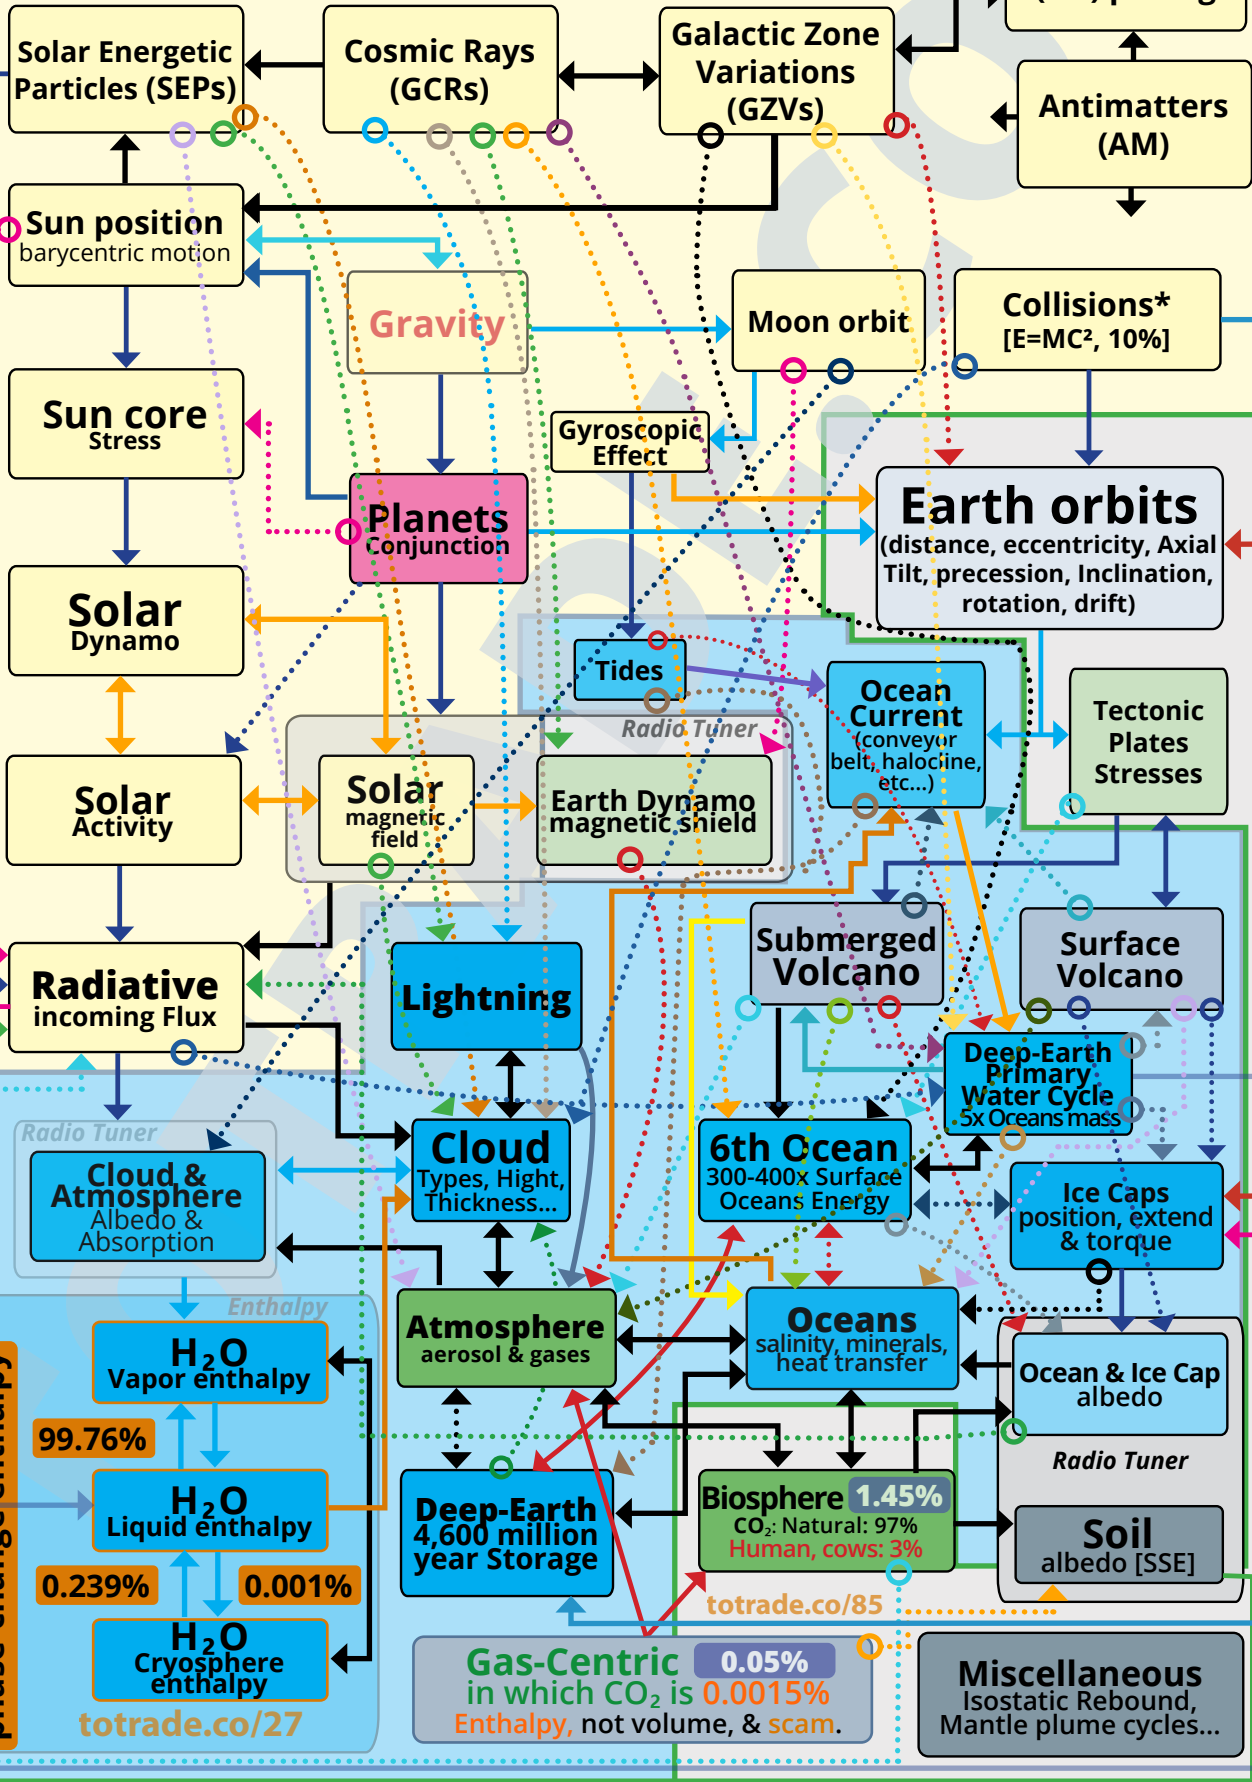 Solar Energetic
Particles (SEPs)
Cosmic Rays
(GCRs)
Galactic Zone
Variations
(GZVs)
Antimatters
(AM)
Sun position
barycentric motion
Gravity
Moon orbit
Collisions*
[E=MC², 10%]
Sun core
Stress
Gyroscopic
Effect
Planets
Conjunction
Earth orbits
(distance, eccentricity, Axial
Tilt, precession, Inclination,
rotation, drift)
Solar
Dynamo
Tides
Ocean
Current
(conveyor
belt, halocline,
etc...)
Tectonic
Plates
Stresses
Radio Tuner
Solar
Activity
Solar
magnetic
field
Earth Dynamo
magnetic shield
Radiative
incoming Flux
Lightning
Submerged
Volcano
Surface
Volcano
Deep-Earth
Primary
Water Cycle
5x Oceans mass
Radio Tuner
Cloud &
Atmosphere
Albedo &
Absorption
Cloud
Types, Hight,
Thickness...
6th Ocean
300-400x Surface
Oceans Energy
Ice Caps
position, extend
& torque
Enthalpy
H₂O
Vapor enthalpy
Atmosphere
aerosol & gases
Oceans
salinity, minerals,
heat transfer
Ocean & Ice Cap
albedo
99.76%
Radio Tuner
H₂O
Liquid enthalpy
Deep-Earth
4,600 million
year Storage
Biosphere 1.45%
CO₂: Natural: 97%
Human, cows: 3%
Soil
albedo [SSE]
0.239%
0.001%
totrade.co/85
H₂O
Cryosphere
enthalpy
totrade.co/27
Gas-Centric 0.05%
in which CO₂ is 0.0015%
Enthalpy, not volume, & scam.
Miscellaneous
Isostatic Rebound,
Mantle plume cycles...